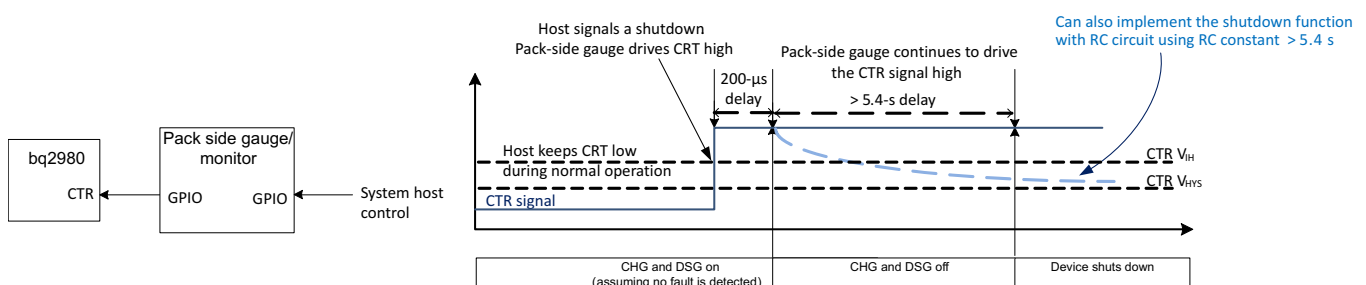 bq2980
CTR
Pack side gauge/
monitor
GPIO
GPIO
System host
control
Host signals a shutdown
Pack-side gauge drives CRT high
200-µs
delay
Pack-side gauge continues to drive
the CTR signal high
> 5.4-s delay
Can also implement the shutdown function
with RC circuit using RC constant > 5.4 s
Host keeps CRT low
during normal operation
CTR signal
CTR VIH
CTR VHYS
CHG and DSG on
(assuming no fault is detected)
CHG and DSG off
Device shuts down